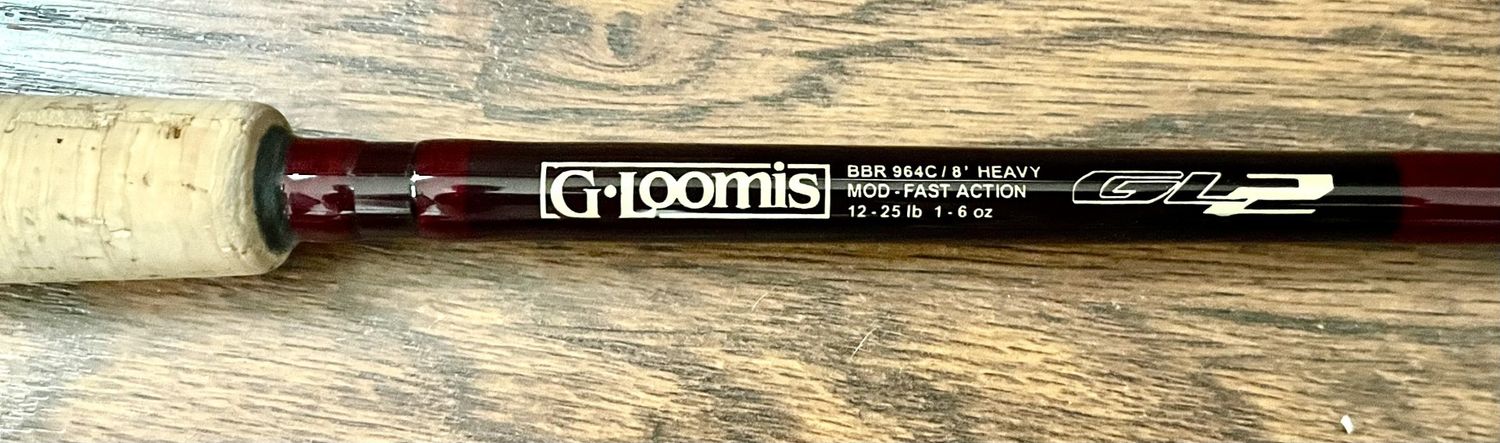 G·Loomis
BBR 964C / 8' HEAVY
MOD - FAST ACTION
12 - 25 lb 1 - 6 oz
GL2